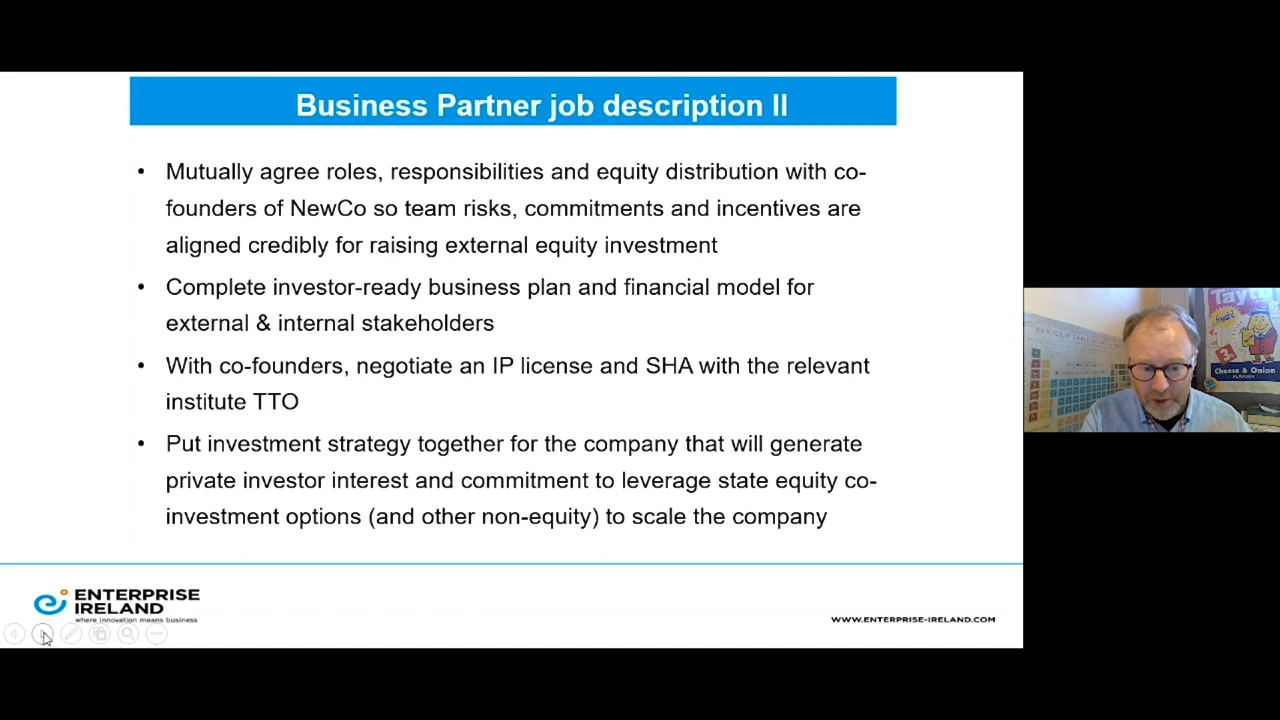 Business Partner job description II
• Mutually agree roles, responsibilities and equity distribution with co-
founders of NewCo so team risks, commitments and incentives are
aligned credibly for raising external equity investment
• Complete investor-ready business plan and financial model for
external & internal stakeholders
• With co-founders, negotiate an IP license and SHA with the relevant
institute TTO
• Put investment strategy together for the company that will generate
private investor interest and commitment to leverage state equity co-
investment options (and other non-equity) to scale the company
ENTERPRISE
IRELAND
where innovation means business
WWW.ENTERPRISE-IRELAND.COM
Tayt
Cheese & Onion